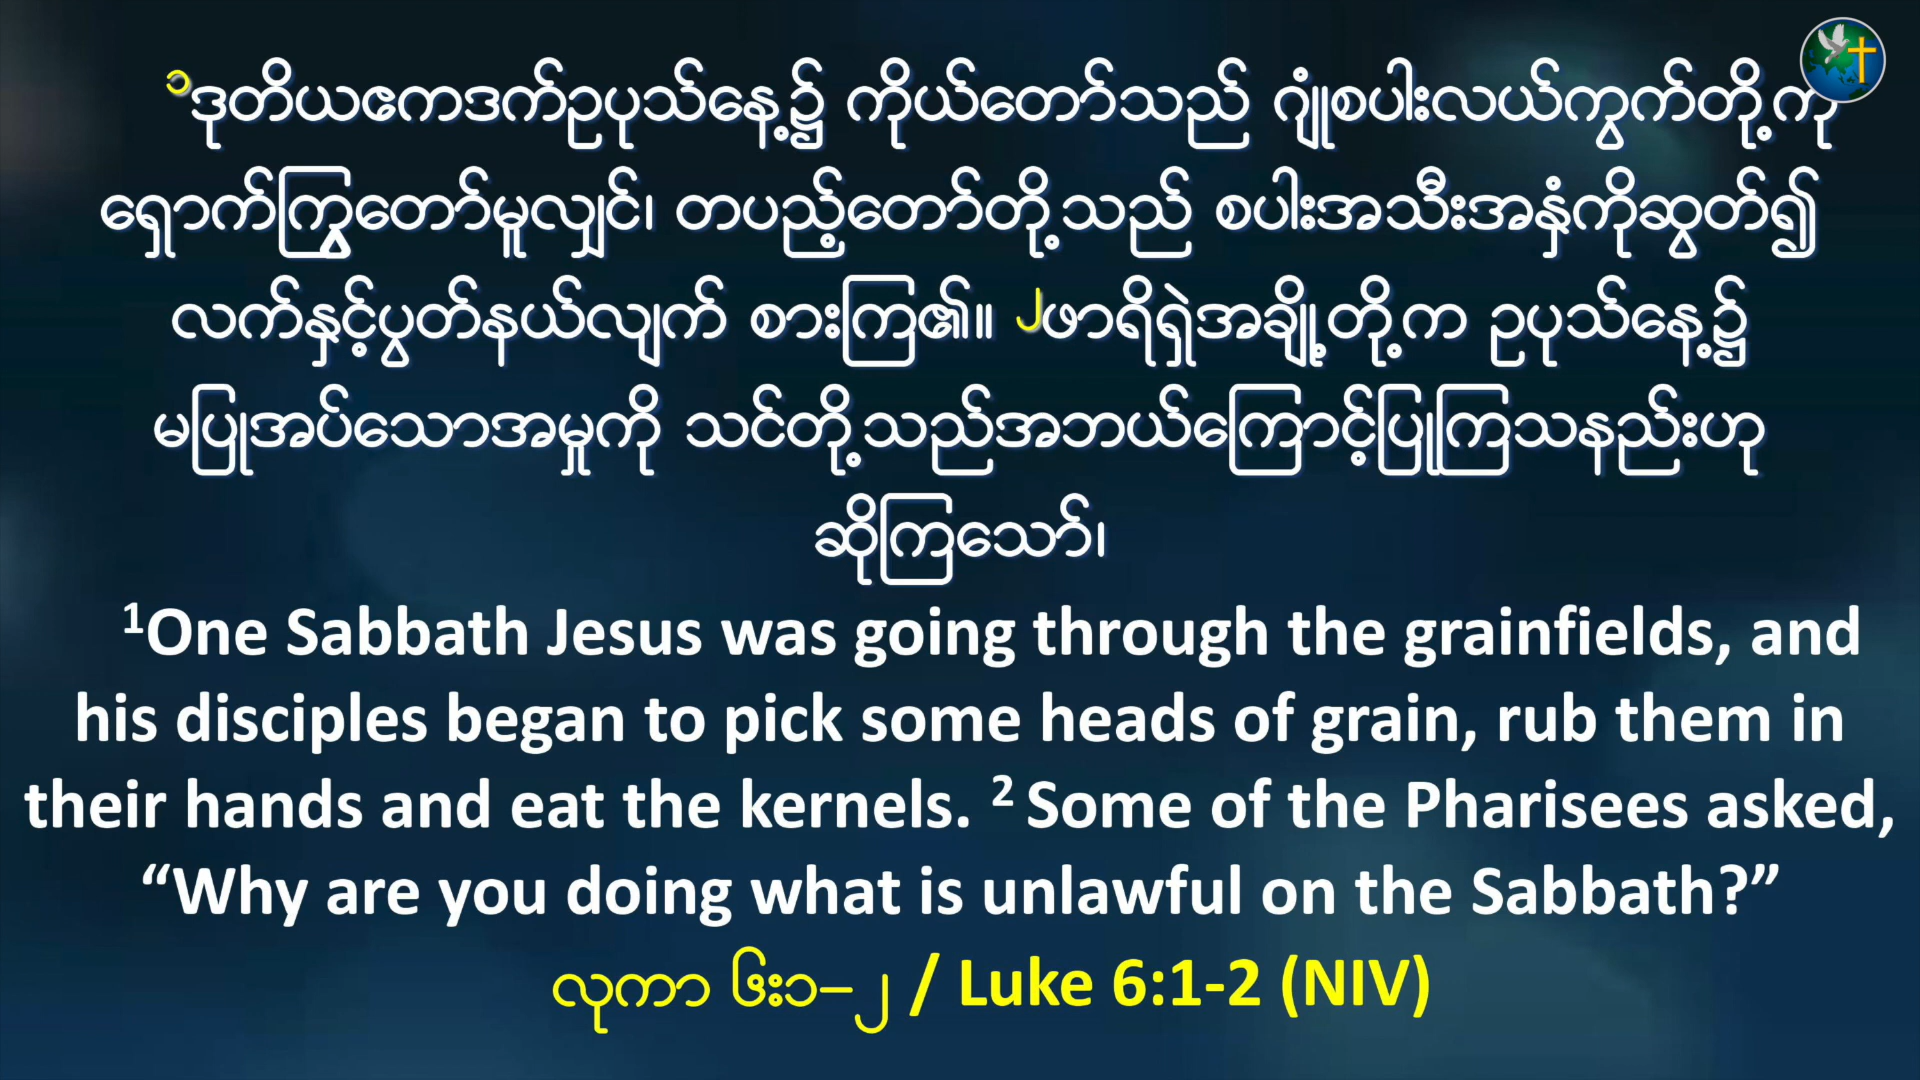 ၁ဒုတိယဧကဒက်ဥပုသ်နေ့၌ ကိုယ်တော်သည် ဂျုံစပါးလယ်ကွက်တို့ကို
ရှောက်ကြွတော်မူလျှင်၊ တပည့်တော်တို့သည် စပါးအသီးအနှံကိုဆွတ်၍
လက်နှင့်ပွတ်နယ်လျက် စားကြ၏။ ၂ဖာရိရှဲအချို့တို့က ဥပုသ်နေ့၌
မပြုအပ်သောအမှုကို သင်တို့သည်အဘယ်ကြောင့်ပြုကြသနည်းဟု
ဆိုကြသော်၊
1One Sabbath Jesus was going through the grainfields, and
his disciples began to pick some heads of grain, rub them in
their hands and eat the kernels. 2 Some of the Pharisees asked,
“Why are you doing what is unlawful on the Sabbath?”
လုကာ ၆း၁–၂ / Luke 6:1-2 (NIV)